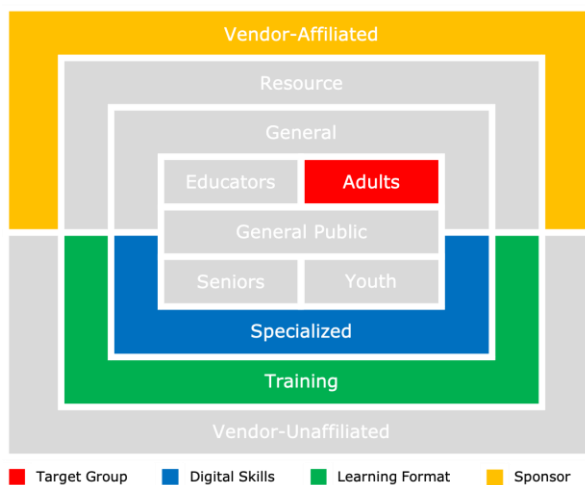 Vendor-Affiliated
Resource
General
Educators Adults
General Public
Seniors Youth
Specialized
Training
Vendor-Unaffiliated
Target Group Digital Skills Learning Format Sponsor